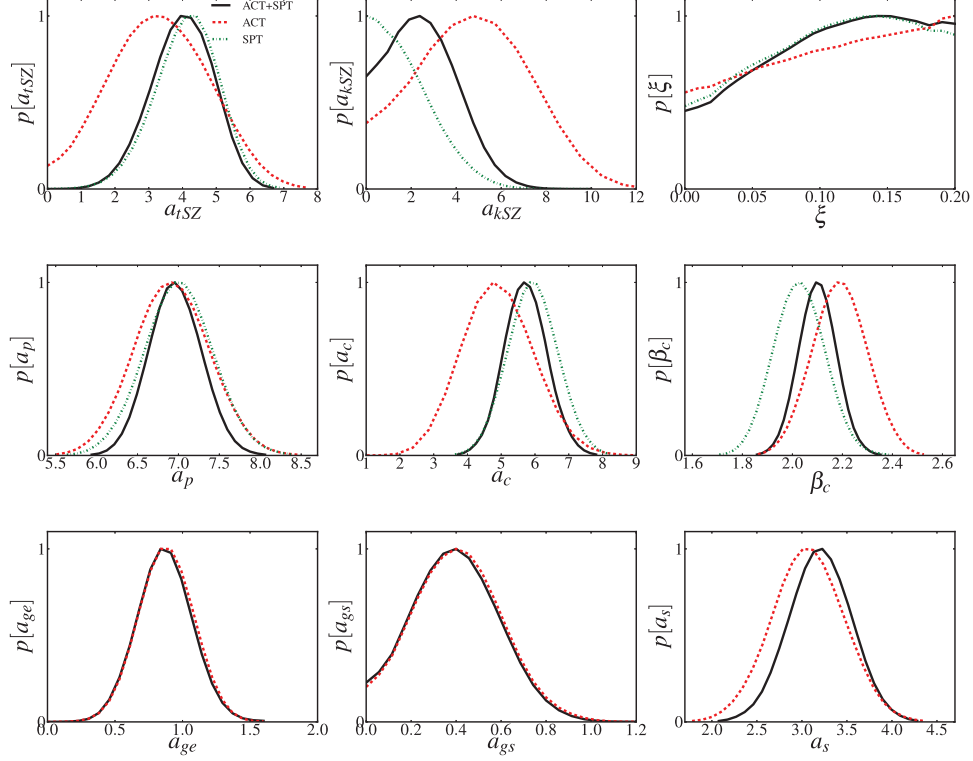 ACT+SPT
ACT
SPT
p[a_tSZ]
1
0
0 1 2 3 4 5 6 7 8
a_tSZ
p[a_kSZ]
1
0
0 2 4 6 8 10 12
a_kSZ
p[ξ]
1
0
0.00 0.05 0.10 0.15 0.20
ξ
p[a_p]
1
0
5.5 6.0 6.5 7.0 7.5 8.0 8.5
a_p
p[a_c]
1
0
1 2 3 4 5 6 7 8 9
a_c
p[β_c]
1
0
1.6 1.8 2.0 2.2 2.4 2.6
β_c
p[a_ge]
1
0
0.0 0.5 1.0 1.5 2.0
a_ge
p[a_gs]
1
0
0.0 0.2 0.4 0.6 0.8 1.0 1.2
a_gs
p[a_s]
1
0
2.0 2.5 3.0 3.5 4.0 4.5
a_s